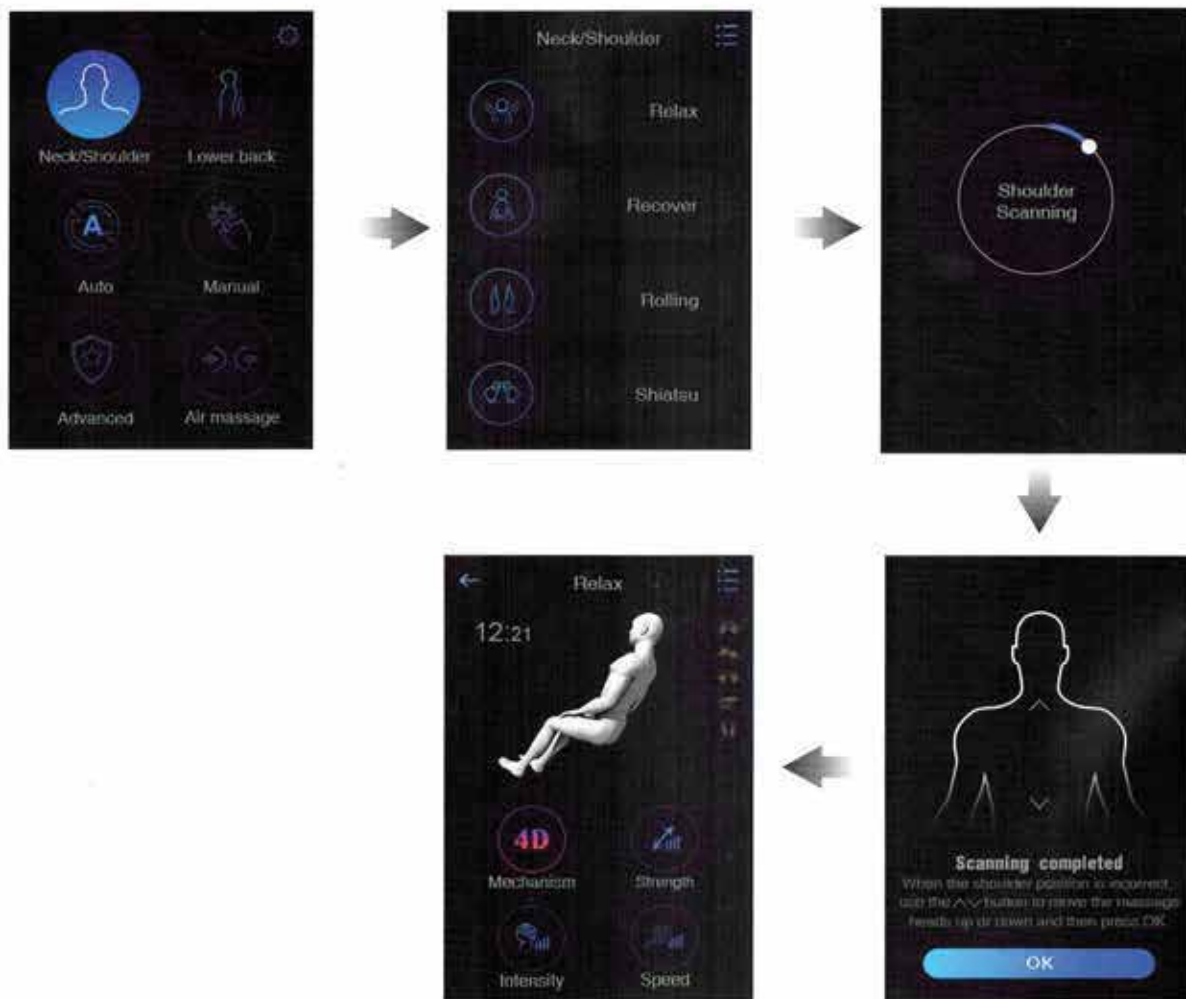 Neck/Shoulder
Lower back
A
Auto
Manual
Advanced
Air massage
Neck/Shoulder
Relax
Recover
Rolling
Shiatsu
Shoulder
Scanning
Scanning completed
When the shoulder position is incorrect,
use the ∧∨ button to move the massage
heads up or down and then press OK
OK
Relax
12:21
4D
Mechanism
Strength
Intensity
Speed